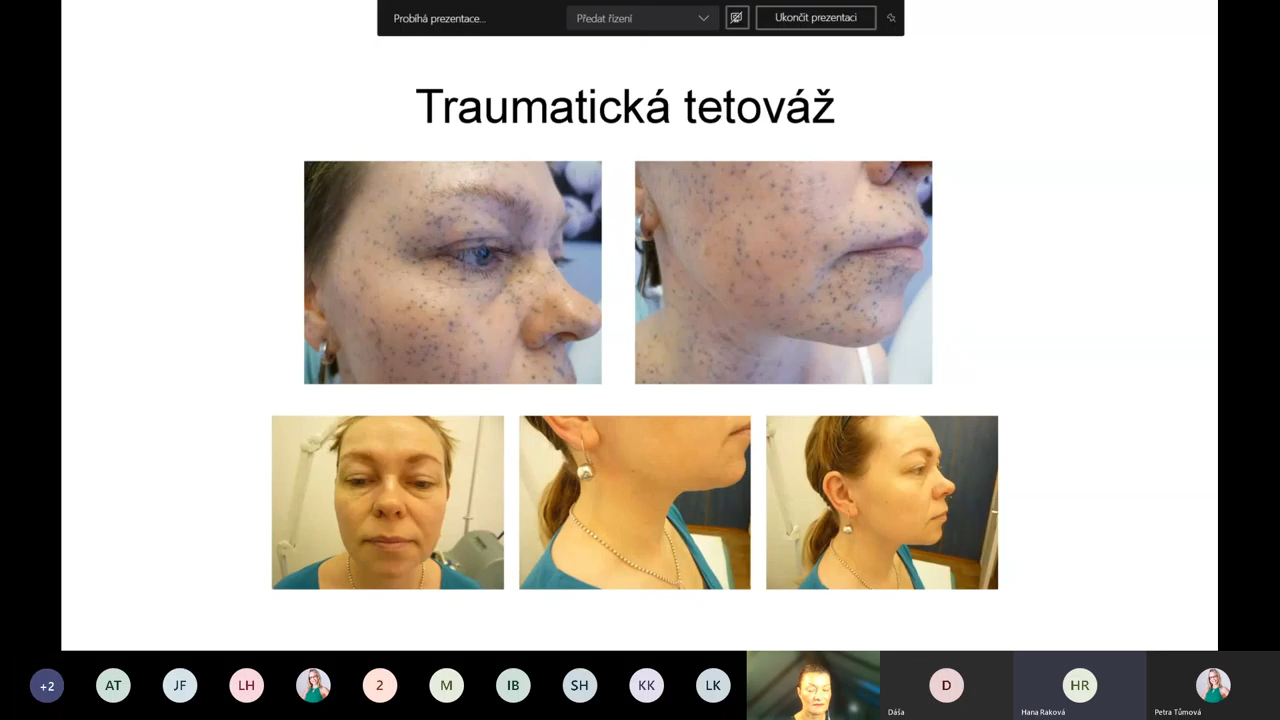 Probíhá prezentace...
Předat řízení
Ukončit prezentaci
Traumatická tetováž
+2
AT
JF
LH
2
M
IB
SH
KK
LK
D
HR
Dáša
Hana Raková
Petra Tůmová